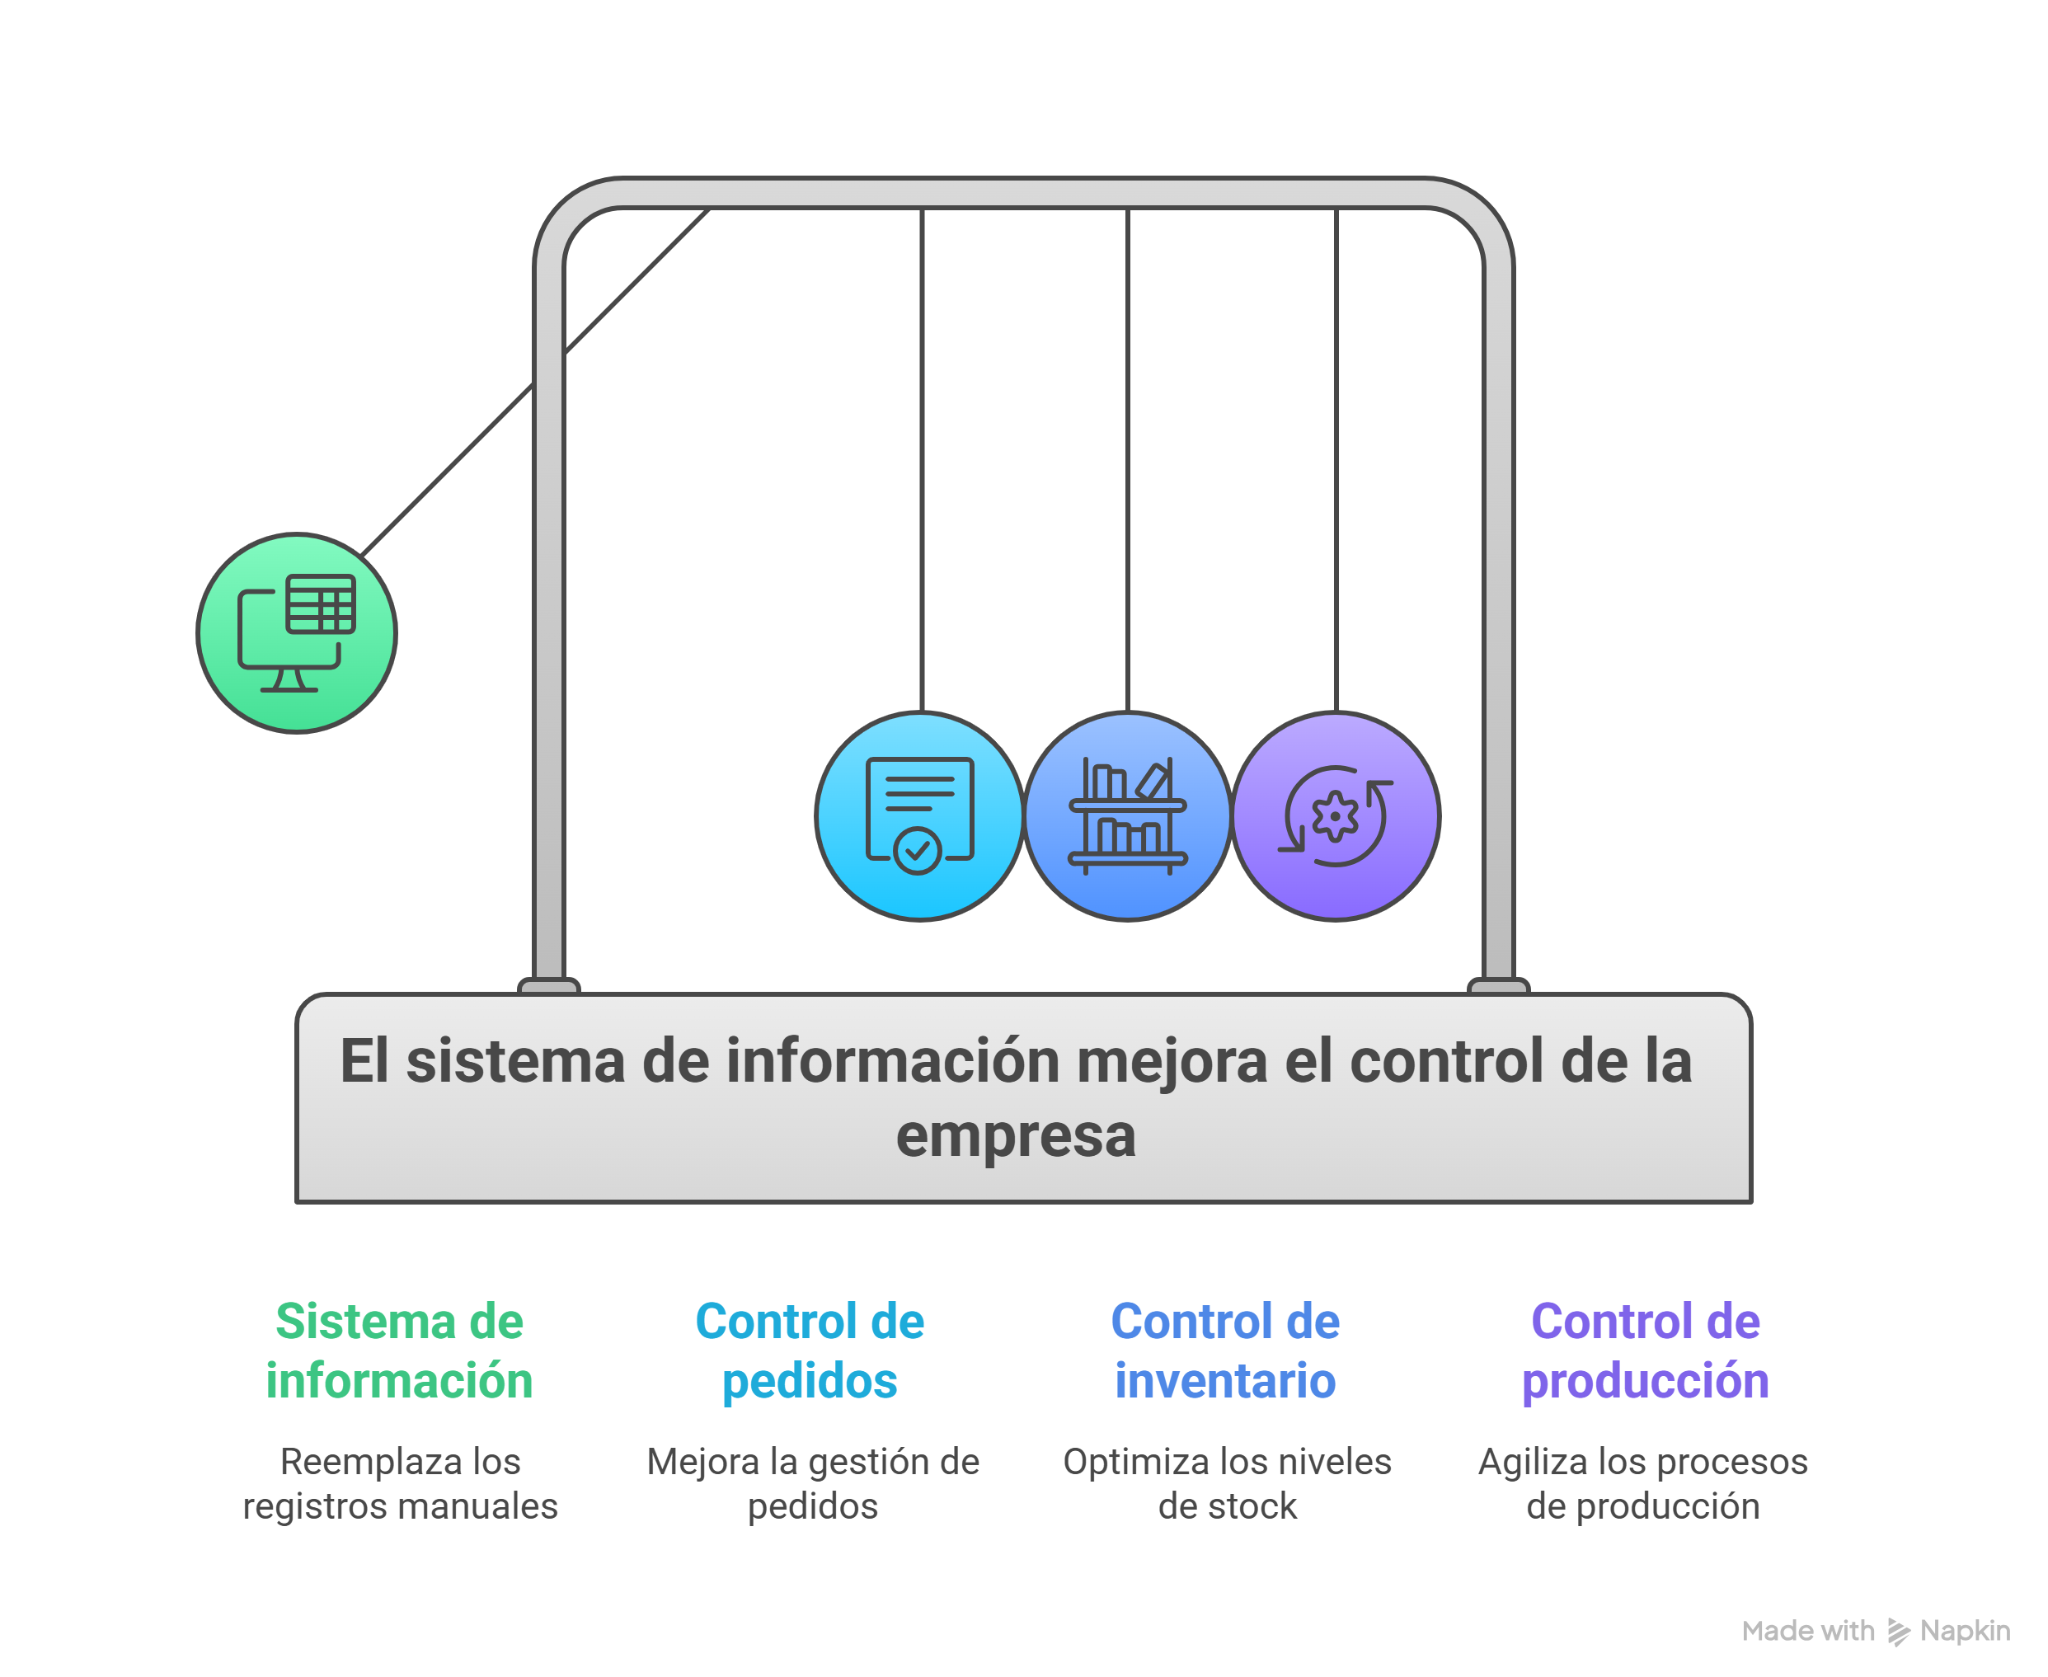 El sistema de información mejora el control de la
empresa
Sistema de
información
Reemplaza los
registros manuales
Control de
pedidos
Mejora la gestión de
pedidos
Control de
inventario
Optimiza los niveles
de stock
Control de
producción
Agiliza los procesos
de producción
Made with Napkin